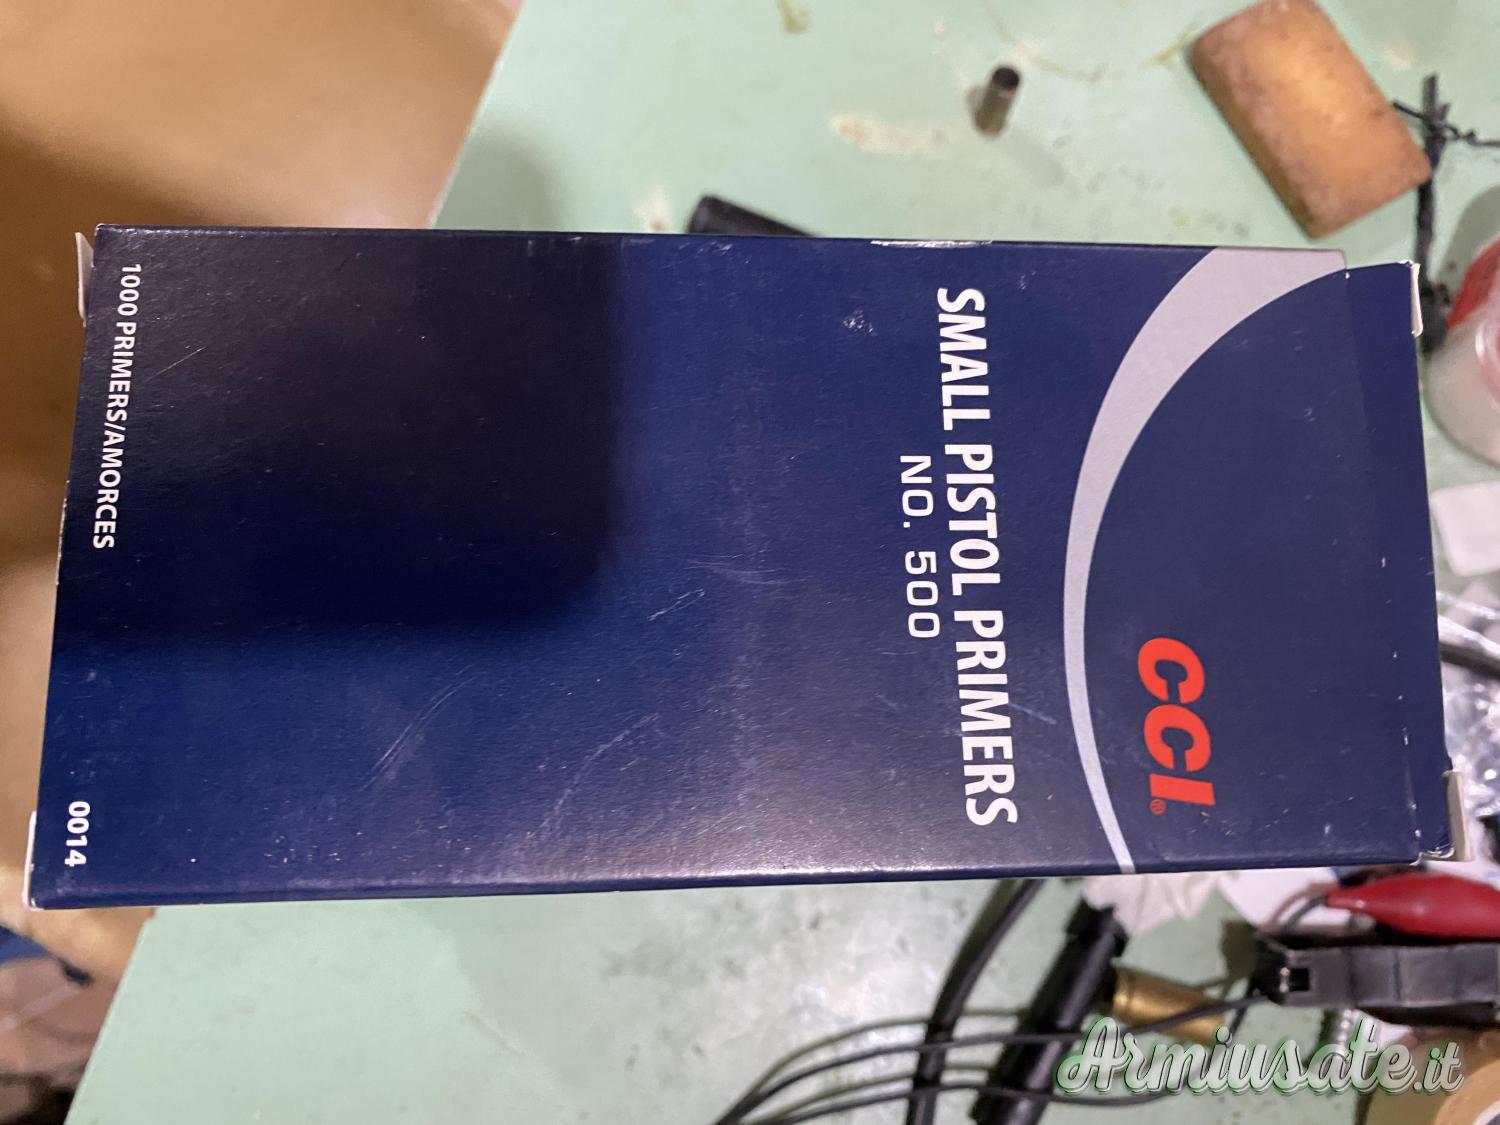 CCI®
SMALL PISTOL PRIMERS
NO. 500
1000 PRIMERS/AMORCES
0014
Armiusate.it